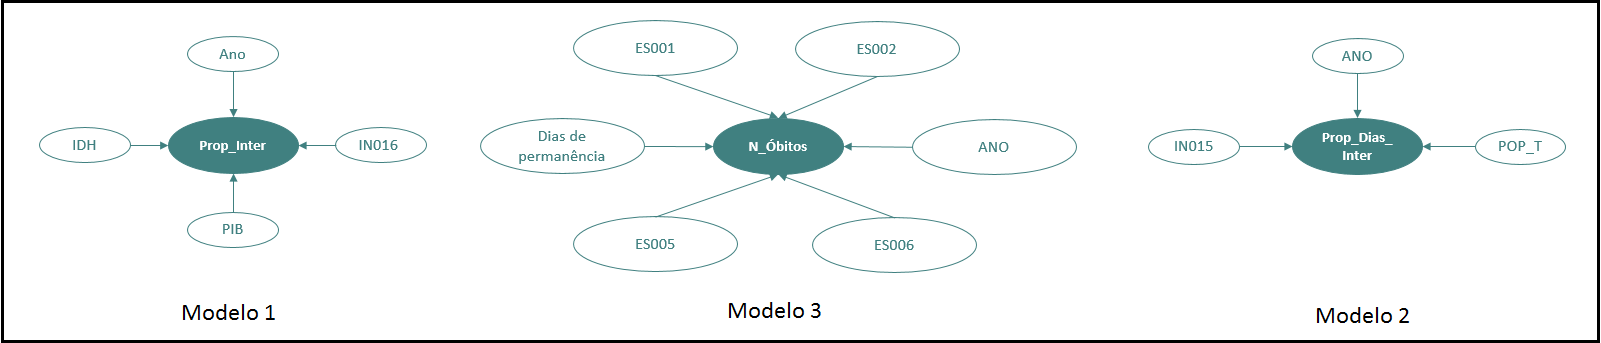 Ano
IDH
Prop_Inter
IN016
PIB
Modelo 1
ES001
ES002
Dias de
permanência
N_Óbitos
ANO
ES005
ES006
Modelo 3
ANO
IN015
Prop_Dias_
Inter
POP_T
Modelo 2